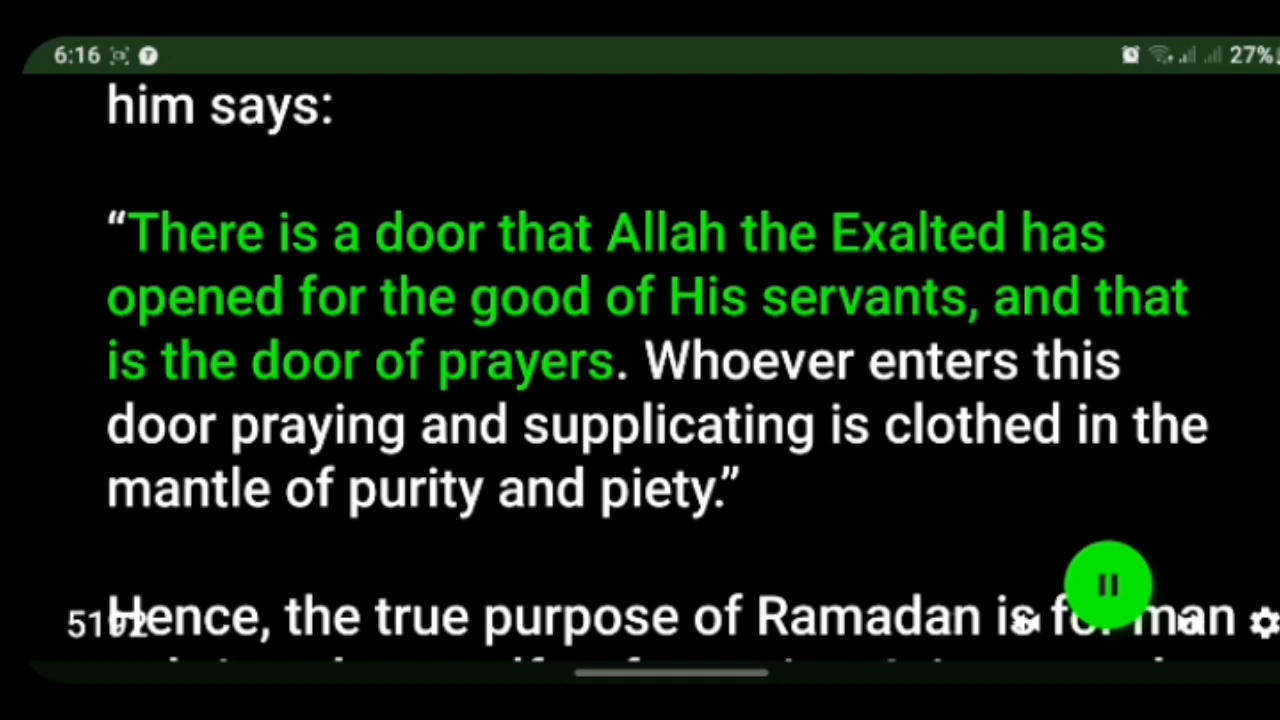 6:16
27%
him says:
“There is a door that Allah the Exalted has
opened for the good of His servants, and that
is the door of prayers. Whoever enters this
door praying and supplicating is clothed in the
mantle of purity and piety.”
Hence, the true purpose of Ramadan is for man